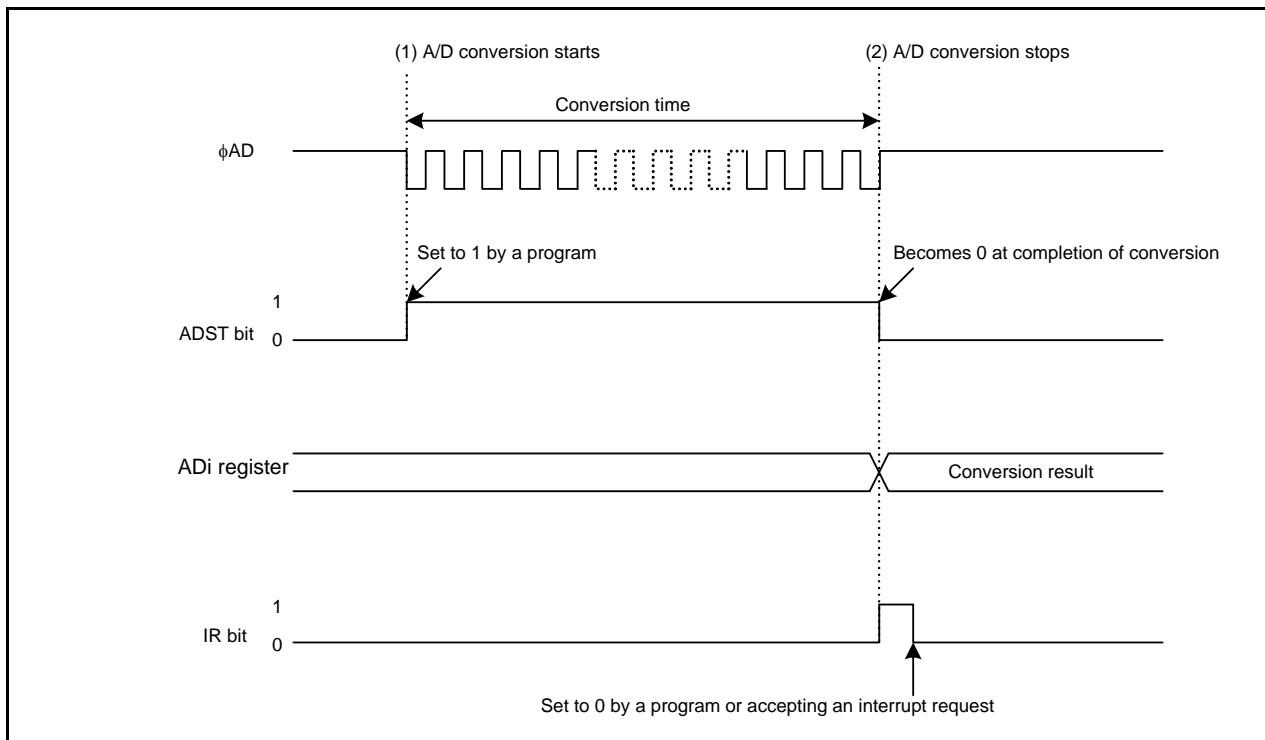 (1) A/D conversion starts
(2) A/D conversion stops
Conversion time
ϕAD
Set to 1 by a program
Becomes 0 at completion of conversion
1
ADST bit 0
ADi register
Conversion result
1
IR bit 0
Set to 0 by a program or accepting an interrupt request